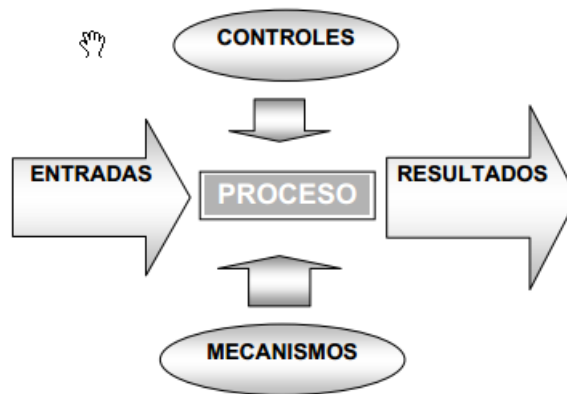 CONTROLES
ENTRADAS
PROCESO
RESULTADOS
MECANISMOS